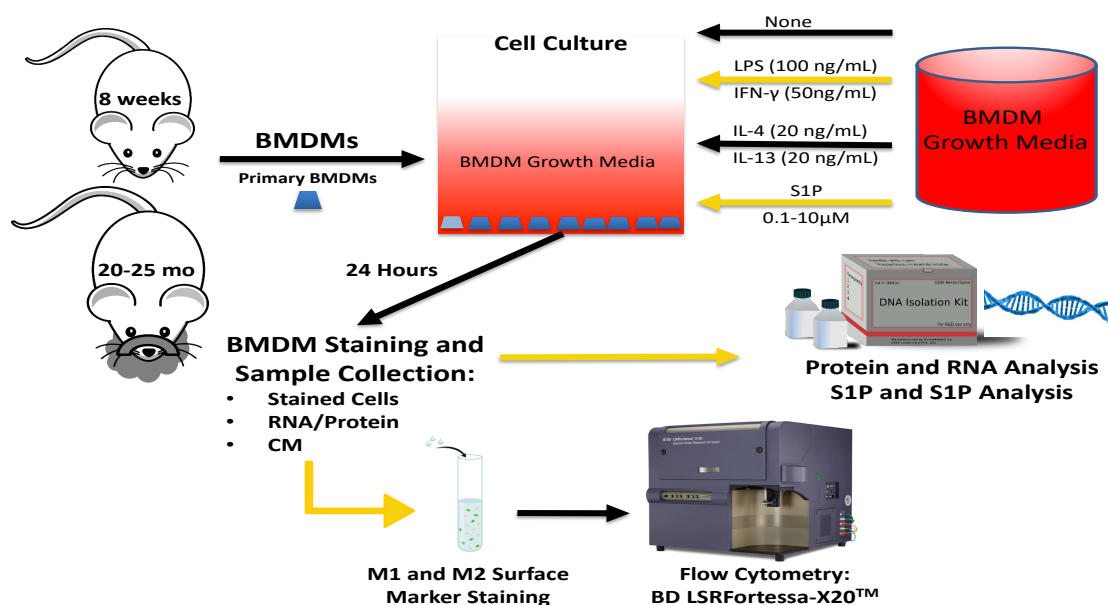 8 weeks
20-25 mo
BMDMs
Primary BMDMs
Cell Culture
BMDM Growth Media
None
LPS (100 ng/mL)
IFN-γ (50ng/mL)
IL-4 (20 ng/mL)
IL-13 (20 ng/mL)
S1P
0.1-10μM
BMDM
Growth Media
24 Hours
BMDM Staining and
Sample Collection:
• Stained Cells
• RNA/Protein
• CM
DNA Isolation Kit
For R&D use only
Protein and RNA Analysis
S1P and S1P Analysis
M1 and M2 Surface
Marker Staining
Flow Cytometry:
BD LSRFortessa-X20™